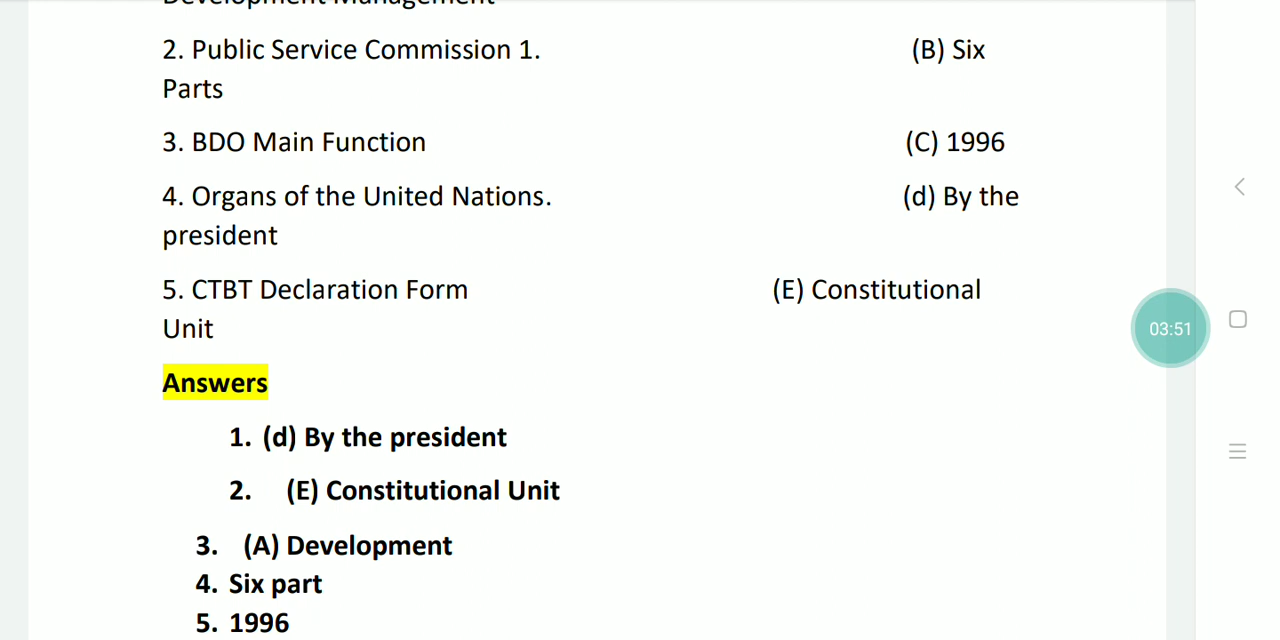 Development Management
2. Public Service Commission 1. (B) Six
Parts
3. BDO Main Function (C) 1996
4. Organs of the United Nations. (d) By the
president
5. CTBT Declaration Form (E) Constitutional
Unit
03:51
Answers
1. (d) By the president
2. (E) Constitutional Unit
3. (A) Development
4. Six part
5. 1996